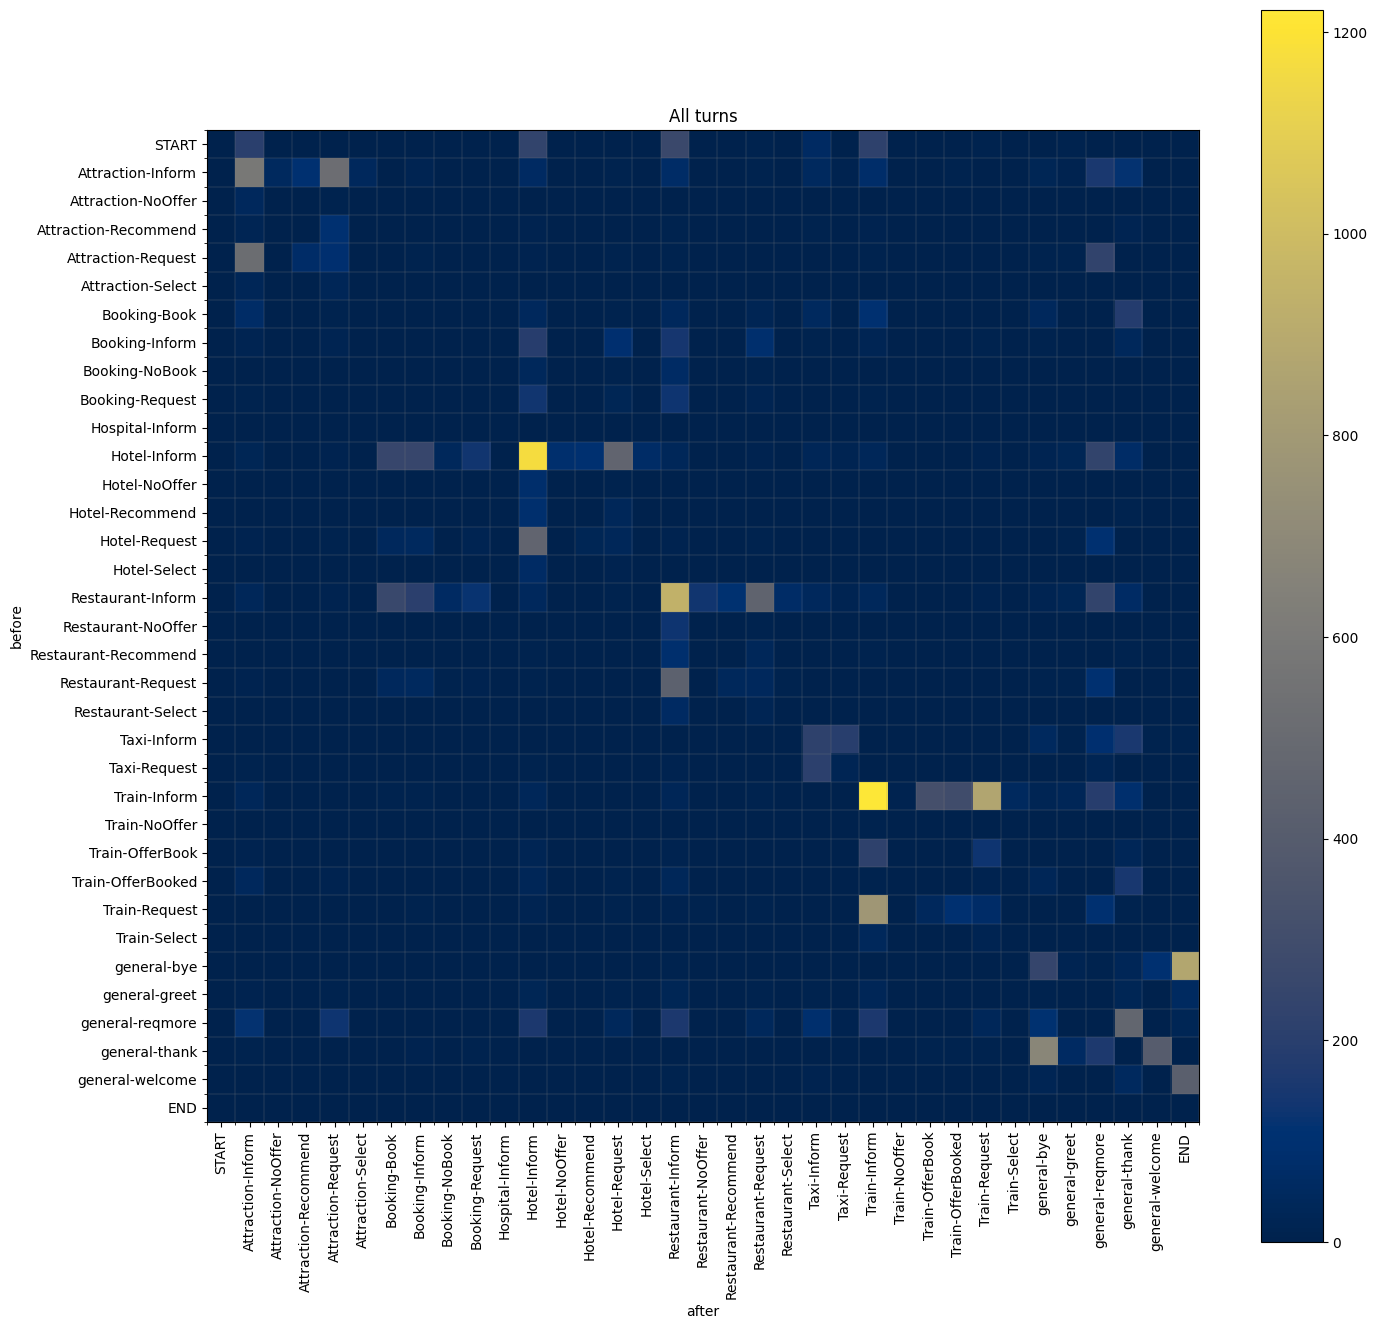 All turns
START
Attraction-Inform
Attraction-NoOffer
Attraction-Recommend
Attraction-Request
Attraction-Select
Booking-Book
Booking-Inform
Booking-NoBook
Booking-Request
Hospital-Inform
Hotel-Inform
Hotel-NoOffer
Hotel-Recommend
Hotel-Request
Hotel-Select
Restaurant-Inform
Restaurant-NoOffer
Restaurant-Recommend
Restaurant-Request
Restaurant-Select
Taxi-Inform
Taxi-Request
Train-Inform
Train-NoOffer
Train-OfferBook
Train-OfferBooked
Train-Request
Train-Select
general-bye
general-greet
general-reqmore
general-thank
general-welcome
END
before
START
Attraction-Inform
Attraction-NoOffer
Attraction-Recommend
Attraction-Request
Attraction-Select
Booking-Book
Booking-Inform
Booking-NoBook
Booking-Request
Hospital-Inform
Hotel-Inform
Hotel-NoOffer
Hotel-Recommend
Hotel-Request
Hotel-Select
Restaurant-Inform
Restaurant-NoOffer
Restaurant-Recommend
Restaurant-Request
Restaurant-Select
Taxi-Inform
Taxi-Request
Train-Inform
Train-NoOffer
Train-OfferBook
Train-OfferBooked
Train-Request
Train-Select
general-bye
general-greet
general-reqmore
general-thank
general-welcome
END
after
1200
1000
800
600
400
200
0